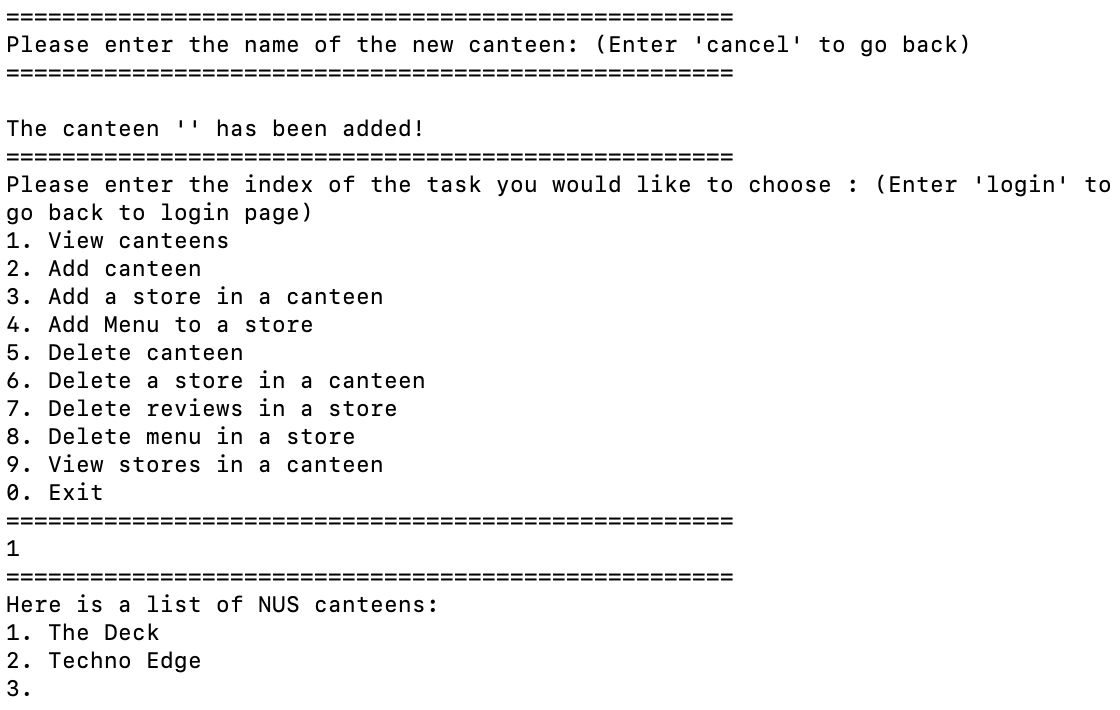 ====================================================
Please enter the name of the new canteen: (Enter 'cancel' to go back)
====================================================

The canteen '' has been added!
====================================================
Please enter the index of the task you would like to choose : (Enter 'login' to
go back to login page)
1. View canteens
2. Add canteen
3. Add a store in a canteen
4. Add Menu to a store
5. Delete canteen
6. Delete a store in a canteen
7. Delete reviews in a store
8. Delete menu in a store
9. View stores in a canteen
0. Exit
====================================================
1
====================================================
Here is a list of NUS canteens:
1. The Deck
2. Techno Edge
3.